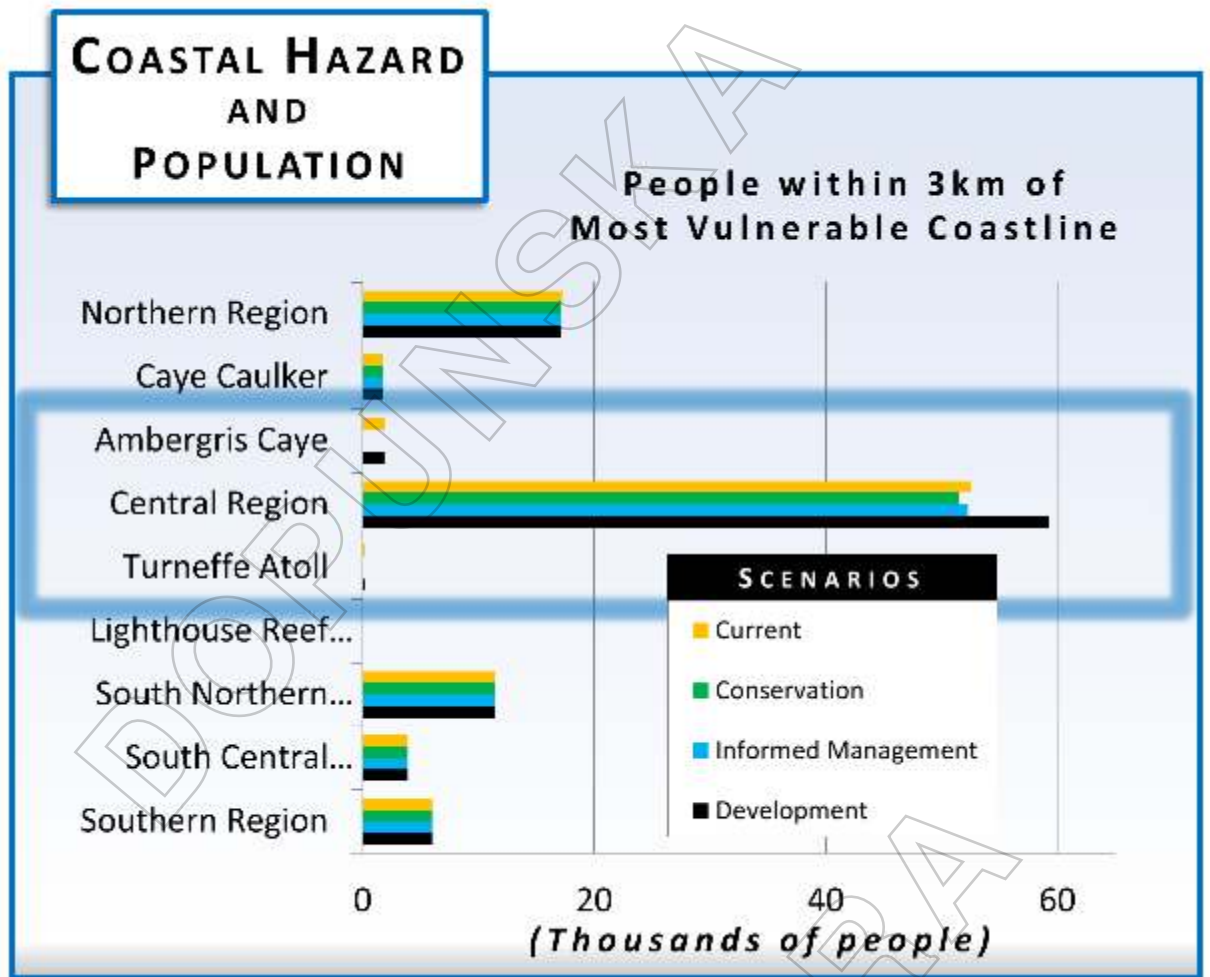 COASTAL HAZARD
AND
POPULATION
People within 3km of
Most Vulnerable Coastline
Northern Region
Caye Caulker
Ambergris Caye
Central Region
Turneffe Atoll
Lighthouse Reef...
South Northern...
South Central...
Southern Region
SCENARIOS
Current
Conservation
Informed Management
Development
0 20 40 60
(Thousands of people)
DOPUNSKA
RA